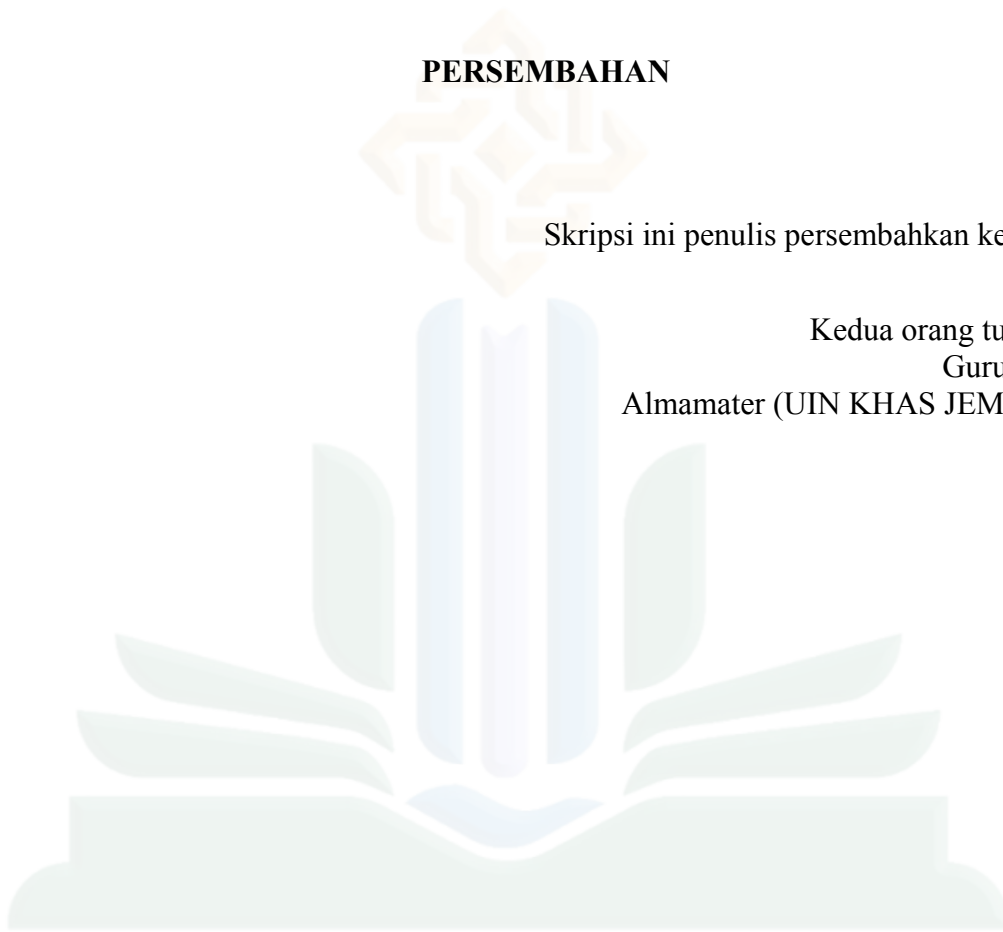 PERSEMBAHAN
Skripsi ini penulis persembahkan ke
Kedua orang tu
Guru
Almamater (UIN KHAS JEM